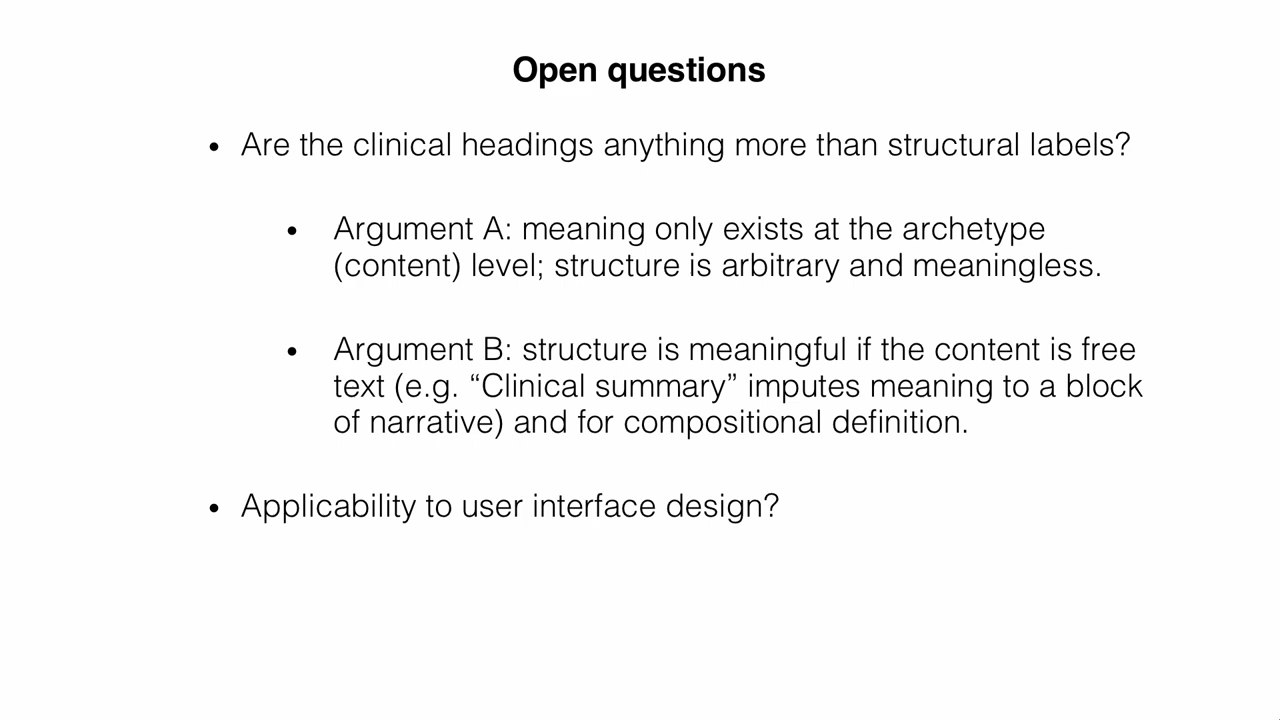 Open questions
• Are the clinical headings anything more than structural labels?
• Argument A: meaning only exists at the archetype
(content) level; structure is arbitrary and meaningless.
• Argument B: structure is meaningful if the content is free
text (e.g. “Clinical summary” imputes meaning to a block
of narrative) and for compositional definition.
• Applicability to user interface design?